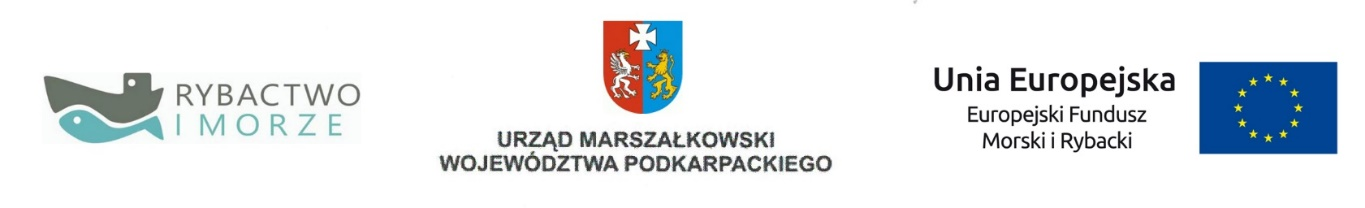 RYBACTWO
I MORZE
URZĄD MARSZAŁKOWSKI
WOJEWÓDZTWA PODKARPACKIEGO
Unia Europejska
Europejski Fundusz
Morski i Rybacki